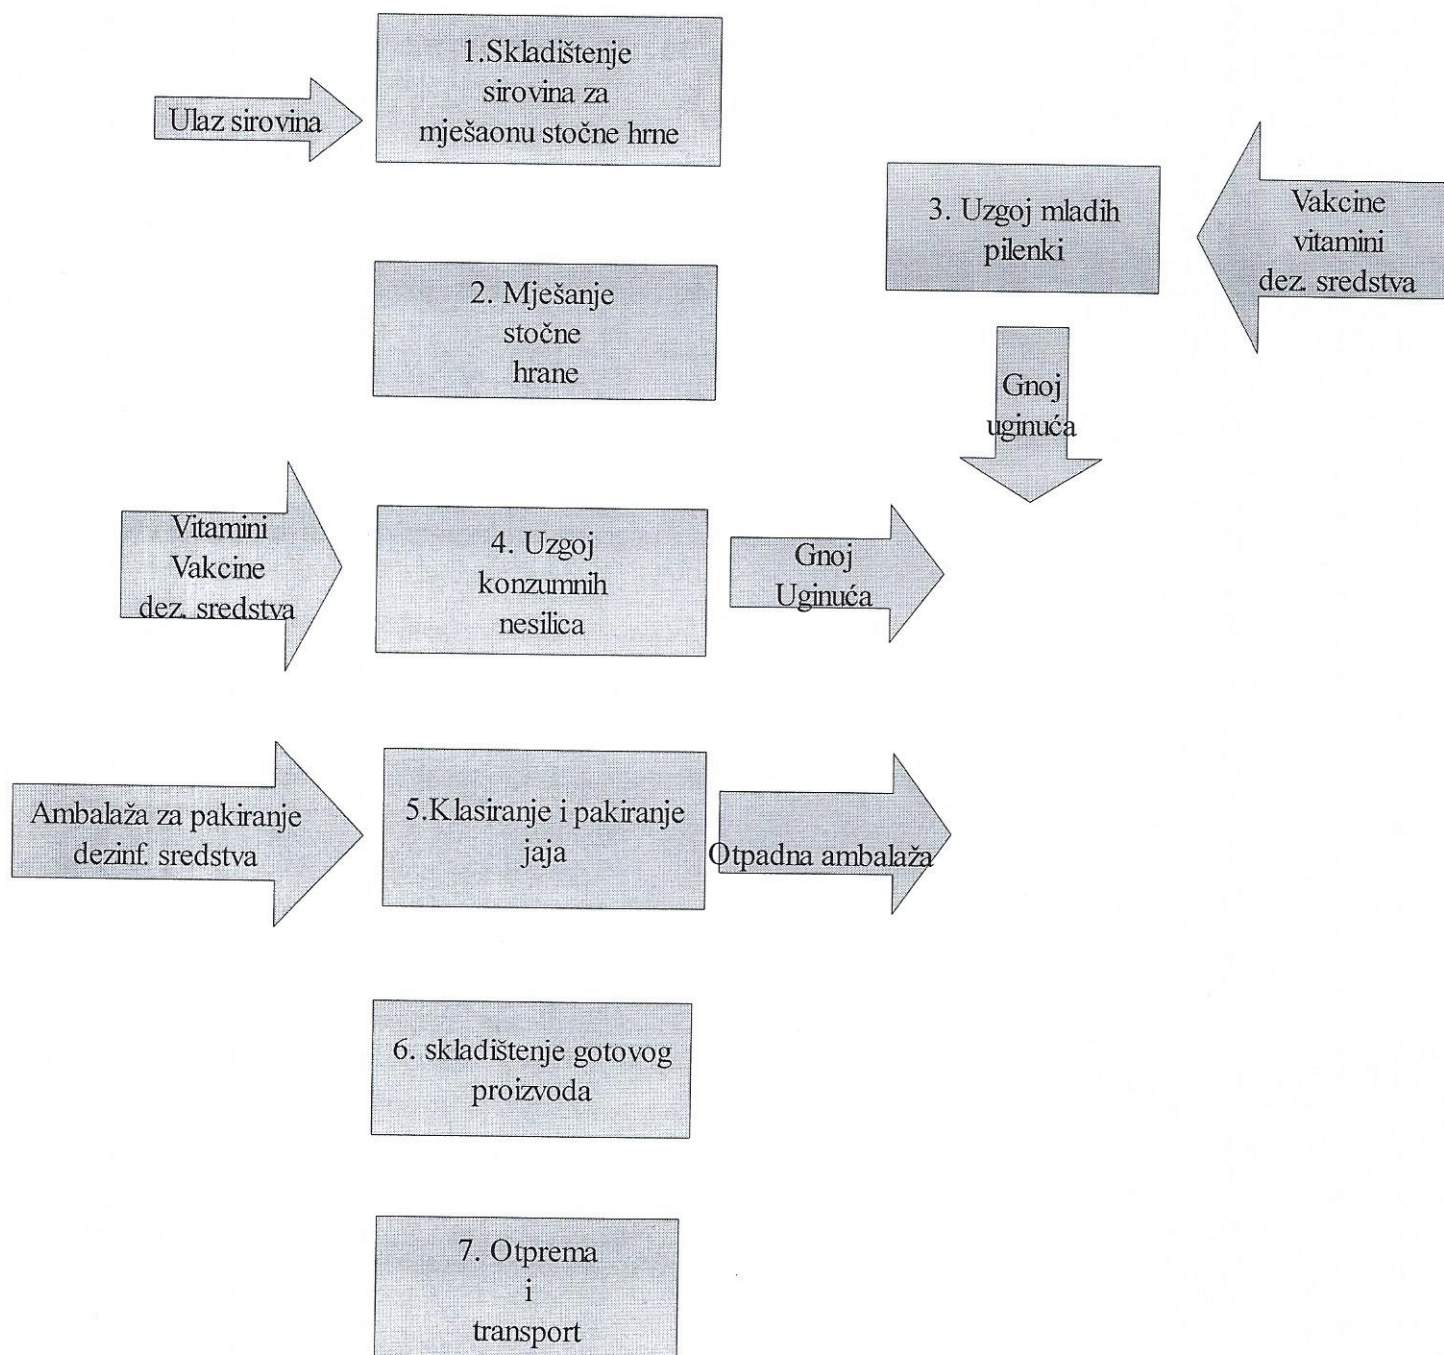 1.Skladištenje
sirovina za
mješaonu stočne hrne
Ulaz sirovina
3. Uzgoj mladih
pilenki
Vakcine
vitamini
dez. sredstva
2. Mješanje
stočne
hrane
Gnoj
uginuća
Vitamini
Vakcine
dez. sredstva
4. Uzgoj
konzumnih
nesilica
Gnoj
Uginuća
Ambalaža za pakiranje
dezinf. sredstva
5.Klasiranje i pakiranje
jaja
Otpadna ambalaža
6. skladištenje gotovog
proizvoda
7. Otprema
i
transport